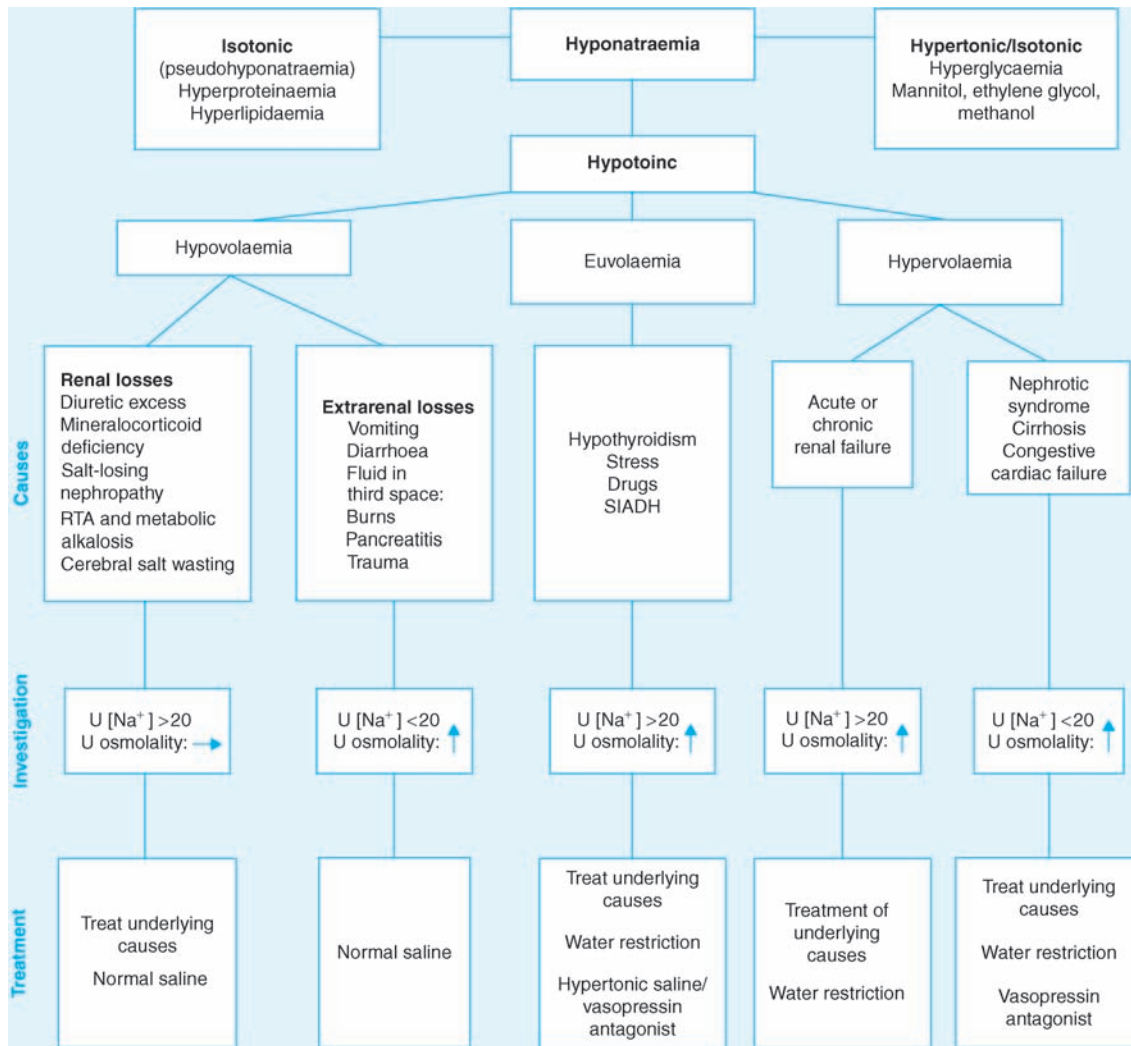 Isotonic
(pseudohyponatraemia)
Hyperproteinaemia
Hyperlipidaemia
Hyponatraemia
Hypertonic/Isotonic
Hyperglycaemia
Mannitol, ethylene glycol,
methanol
Hypotoinc
Hypovolaemia
Euvolaemia
Hypervolaemia
Causes
Renal losses
Diuretic excess
Mineralocorticoid
deficiency
Salt-losing
nephropathy
RTA and metabolic
alkalosis
Cerebral salt wasting
Extrarenal losses
Vomiting
Diarrhoea
Fluid in
third space:
Burns
Pancreatitis
Trauma
Hypothyroidism
Stress
Drugs
SIADH
Acute or
chronic
renal failure
Nephrotic
syndrome
Cirrhosis
Congestive
cardiac failure
Investigation
U [Na⁺] >20
U osmolality: →
U [Na⁺] <20
U osmolality: ↑
U [Na⁺] >20
U osmolality: ↑
U [Na⁺] >20
U osmolality: ↑
U [Na⁺] <20
U osmolality: ↑
Treatment
Treat underlying
causes
Normal saline
Normal saline
Treat underlying
causes
Water restriction
Hypertonic saline/
vasopressin
antagonist
Treatment of
underlying
causes
Water restriction
Treat underlying
causes
Water restriction
Vasopressin
antagonist